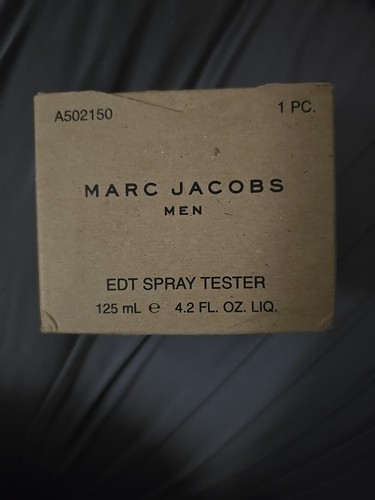 A502150 1 PC.
MARC JACOBS
MEN
EDT SPRAY TESTER
125 mL ℮ 4.2 FL. OZ. LIQ.